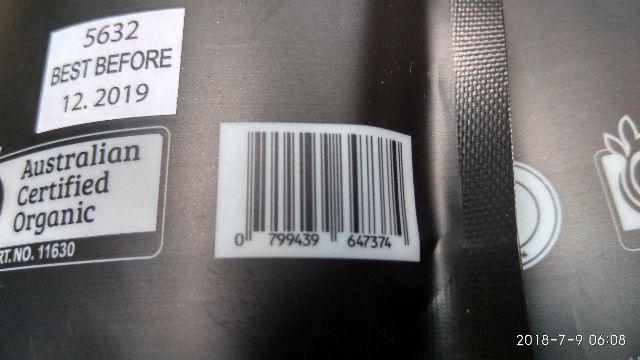 5632
BEST BEFORE
12. 2019
Australian
Certified
Organic
RT. NO. 11630
0 799439 647374
2018-7-9 06:08